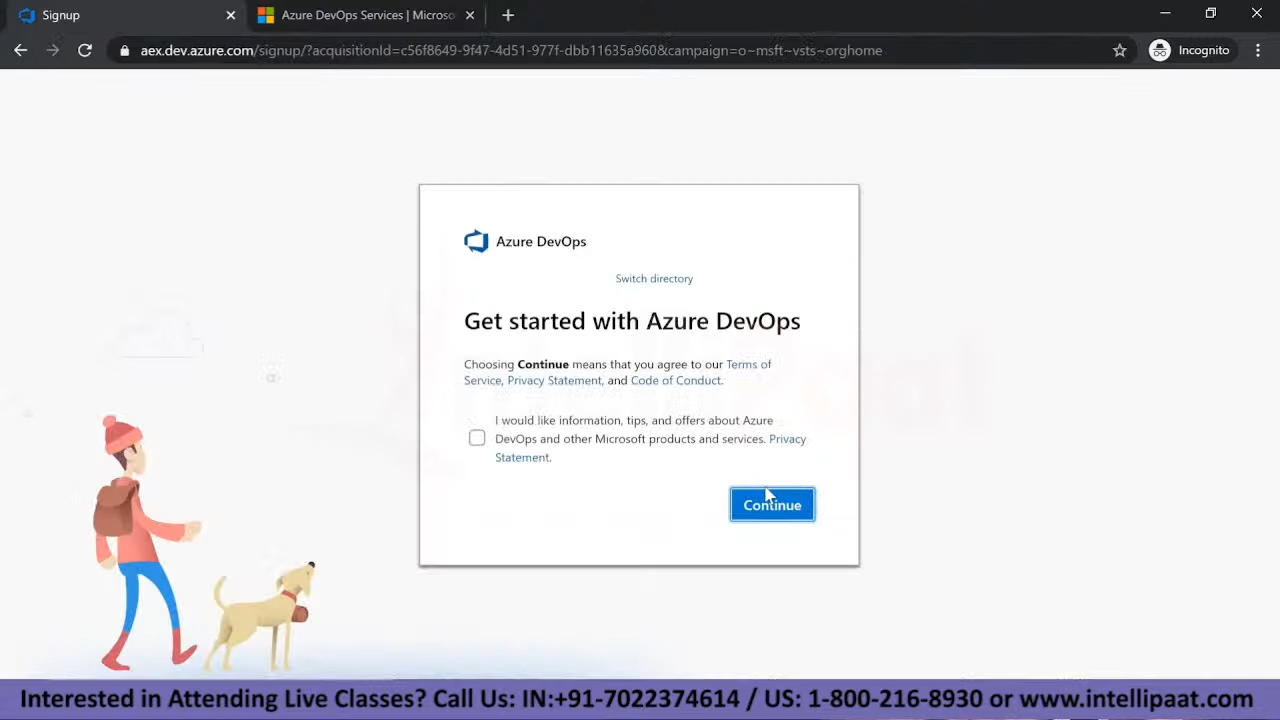 Signup
Azure DevOps Services | Microso
aex.dev.azure.com/signup/?acquisitionId=c56f8649-9f47-4d51-977f-dbb11635a960&campaign=o~msft~vsts~orghome
Incognito
Azure DevOps
Switch directory
Get started with Azure DevOps
Choosing Continue means that you agree to our Terms of
Service, Privacy Statement, and Code of Conduct.
I would like information, tips, and offers about Azure
DevOps and other Microsoft products and services. Privacy
Statement.
Continue
Interested in Attending Live Classes? Call Us: IN:+91-7022374614 / US: 1-800-216-8930 or www.intellipaat.com